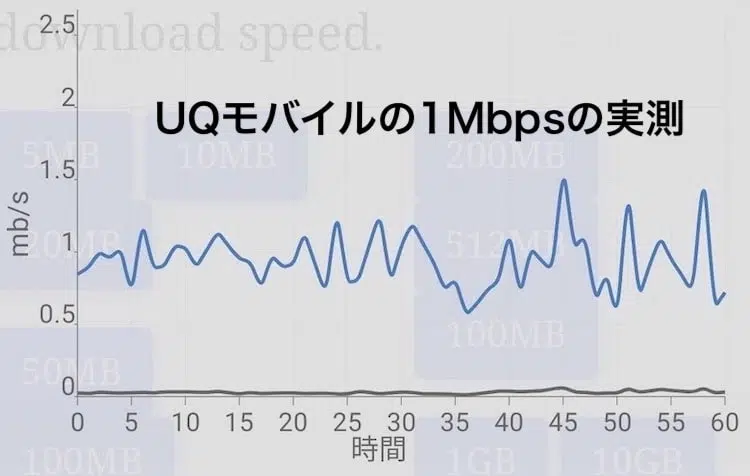 download speed.
UQモバイルの1Mbpsの実測
mb/s
2.5
2
1.5
1
0.5
0
5MB
10MB
200MB
20MB
512MB
100MB
50MB
0 5 10 15 20 25 30 35 40 45 50 55 60
時間
100MB
1GB
10GB